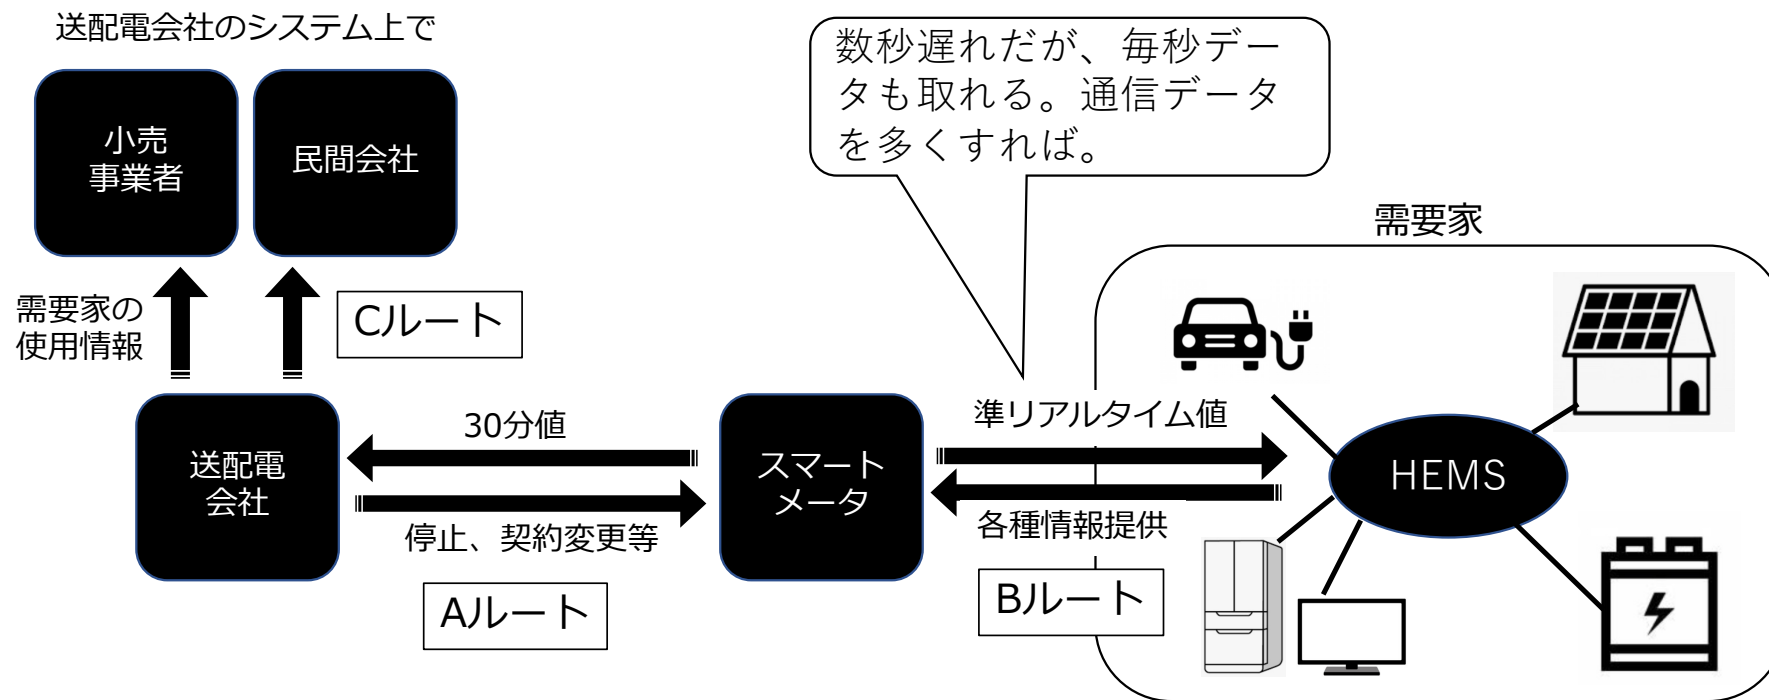 送配電会社のシステム上で
小売
事業者
民間会社
数秒遅れだが、毎秒デー
タも取れる。通信データ
を多くすれば。
需要家
需要家の
使用情報
Cルート
送配電
会社
30分値
停止、契約変更等
Aルート
スマート
メータ
準リアルタイム値
各種情報提供
Bルート
HEMS